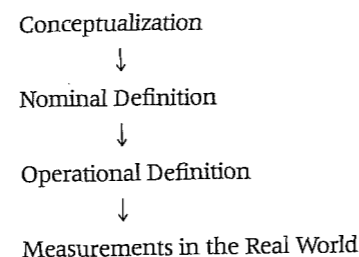 Conceptualization
↓
Nominal Definition
↓
Operational Definition
↓
Measurements in the Real World